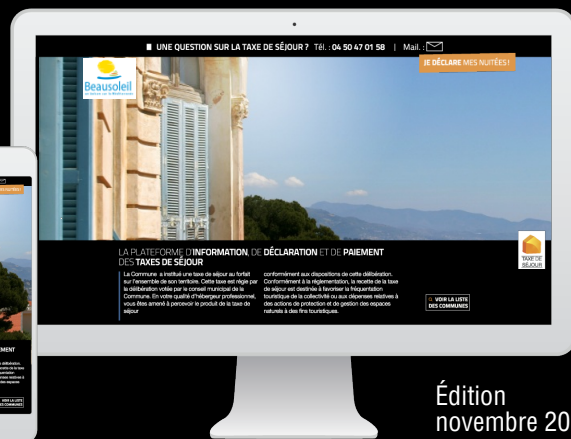 UNE QUESTION SUR LA TAXE DE SÉJOUR ? Tél. : 04 50 47 01 58 | Mail. :
JE DÉCLARE MES NUITÉES !
Beausoleil
LA PLATEFORME D'INFORMATION, DE DÉCLARATION ET DE PAIEMENT
DES TAXES DE SÉJOUR
La Commune a institué une taxe de séjour au forfait
sur l'ensemble de son territoire. Cette taxe est régie par
la délibération votée par le conseil municipal de la
Commune. En votre qualité d'hébergeur professionnel,
vous êtes amené à percevoir le produit de la taxe de
séjour
conformément aux dispositions de cette délibération.
Conformément à la réglementation, la recette de la taxe
de séjour est destinée à favoriser la fréquentation
touristique de la collectivité ou aux dépenses relatives à
des actions de protection et de gestion des espaces
naturels à des fins touristiques.
TAXE DE
SÉJOUR
VOIR LA LISTE
DES COMMUNES
VOIR LA LISTE
DES COMMUNES
Édition
novembre 20